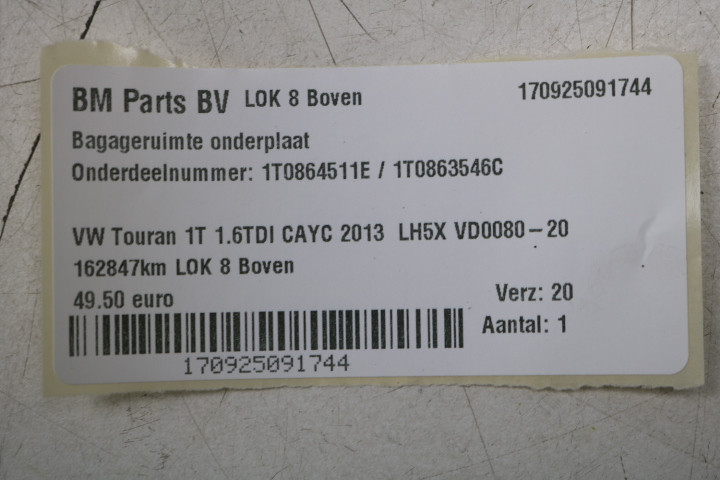 BM Parts BV LOK 8 Boven 170925091744
Bagageruimte onderplaat
Onderdeelnummer: 1T0864511E / 1T0863546C
VW Touran 1T 1.6TDI CAYC 2013 LH5X VD0080-20
162847km LOK 8 Boven
49.50 euro Verz: 20
Aantal: 1
170925091744